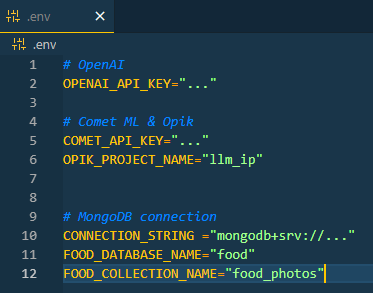 .env
.env
1 # OpenAI
2 OPENAI_API_KEY="..."
3
4 # Comet ML & Opik
5 COMET_API_KEY="..."
6 OPIK_PROJECT_NAME="llm_ip"
7
8
9 # MongoDB connection
10 CONNECTION_STRING ="mongodb+srv://..."
11 FOOD_DATABASE_NAME="food"
12 FOOD_COLLECTION_NAME="food_photos"